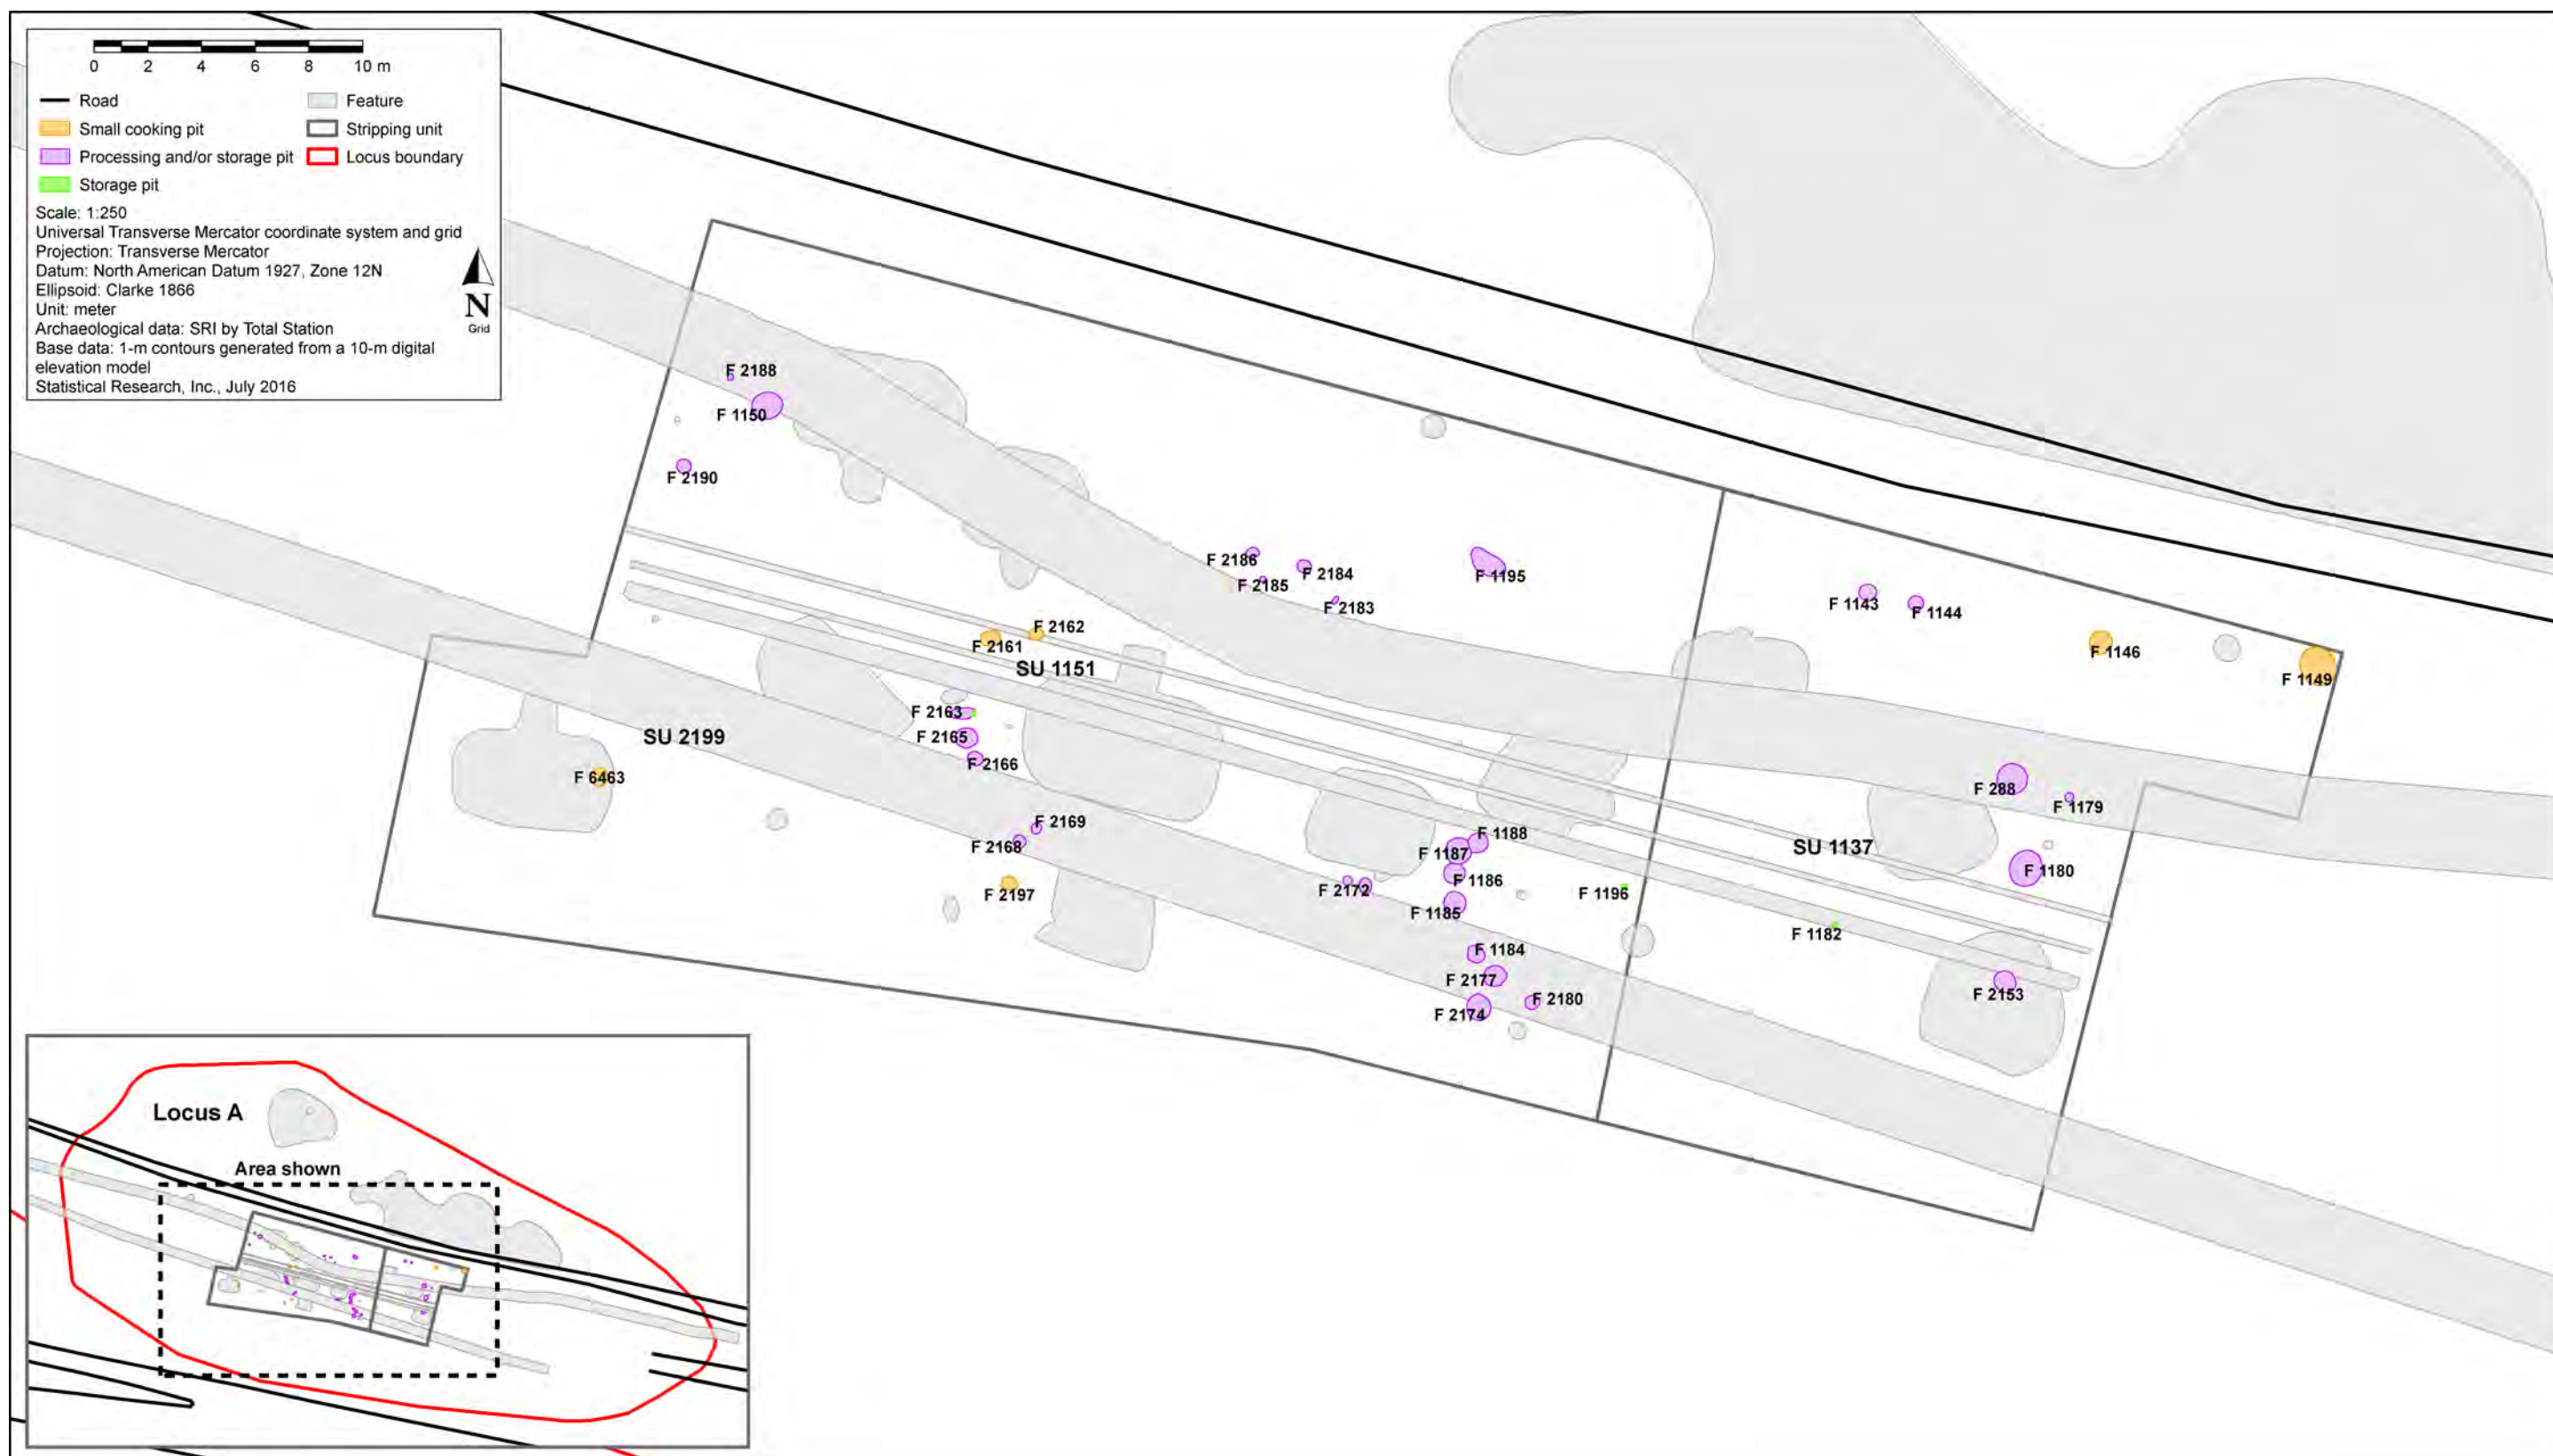 0 2 4 6 8 10 m
Road
Feature
Small cooking pit
Stripping unit
Processing and/or storage pit
Locus boundary
Storage pit
Scale: 1:250
Universal Transverse Mercator coordinate system and grid
Projection: Transverse Mercator
Datum: North American Datum 1927, Zone 12N
Ellipsoid: Clarke 1866
Unit: meter
Archaeological data: SRI by Total Station
Base data: 1-m contours generated from a 10-m digital
elevation model
Statistical Research, Inc., July 2016
N
Grid
F 2188
F 1150
F 2190
F 2186
F 2185
F 2184
F 2183
F 1195
F 1143
F 1144
F 1146
F 1149
F 2162
F 2161
SU 1151
F 2163
F 2165
F 2166
SU 2199
F 6463
F 288
F 1179
F 2169
F 2168
F 2197
F 1188
F 1187
F 1186
F 2172
F 1185
F 1196
SU 1137
F 1180
F 1182
F 1184
F 2177
F 2180
F 2174
F 2153
Locus A
Area shown